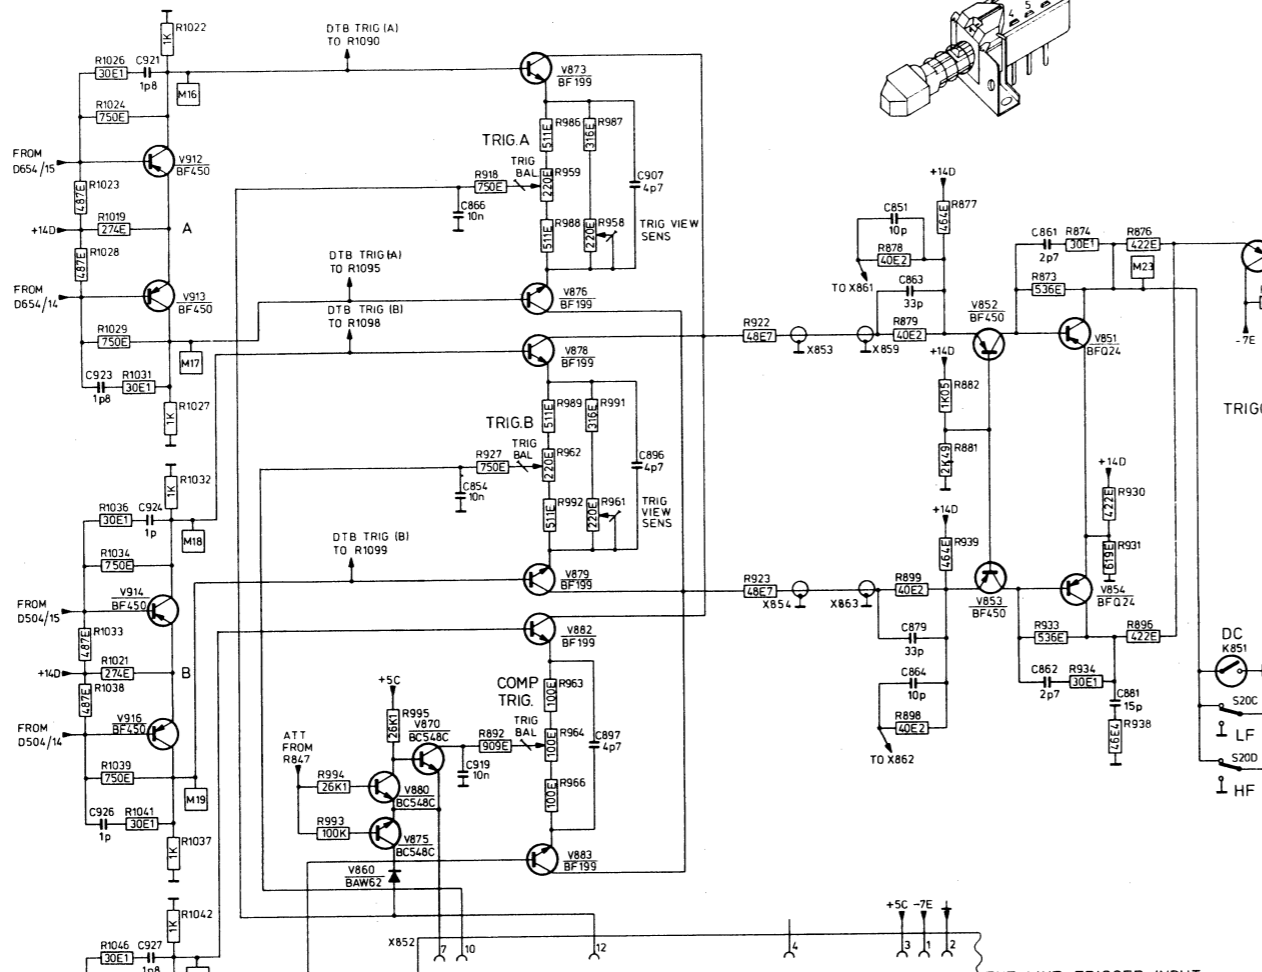 R1022
1K
DTB TRIG (A)
TO R1090
4 5
R1026 C921
30E1
1p8
M16
V873
BF199
R1024
750E
R986 R987
511E 316E
TRIG.A
FROM
D654/15
V912
BF450
TRIG
BAL
R918
750E
R959
220E
C907
4p7
+14D
R1023
487E
C866
10n
C851
10p
R877
464E
R1019
274E
+14D
A
R988 R958
511E 220E
TRIG VIEW
SENS
C861 R874 R876
2p7 30E1 422E
R1028
487E
DTB TRIG(A)
TO R1095
R878
40E2
M23
FROM
D654/14
V913
BF450
V876
BF199
TO X861
C863
33p
R873
536E
DTB TRIG (B)
TO R1098
V852
BF450
R1029
750E
R922
48E7
X853
X859
R879
40E2
V851
BFQ24
-7E
M17
V878
BF199
+14D
C923 R1031
1p8 30E1
R882
1K05
R1027
1K
R989 R991
511E 316E
TRIG.B
TRIGG
TRIG
BAL
R927
750E
R962
220E
C896
4p7
R881
2K49
+14D
R1032
1K
C854
10n
R930
422E
R1036 C924
30E1
1p
R992 R961
511E 220E
TRIG
VIEW
SENS
+14D
M18
DTB TRIG (B)
TO R1099
R939
464E
R931
619E
R1034
750E
V914
BF450
V879
BF199
R923
48E7
X854
X863
R899
40E2
V853
BF450
V854
BFQ24
FROM
D504/15
R1033
487E
V882
BF199
C879
33p
R933
536E
R896
422E
DC
K851
R1021
274E
+14D
B
+5C
COMP
TRIG.
R963
100E
C864
10p
C862 R934
2p7 30E1
C881
15p
R1038
487E
S20C
LF
FROM
D504/14
V916
BF450
R995
26K1
V870
BC548C
R892
909E
TRIG
BAL
R964
100E
C897
4p7
R898
40E2
R938
46E4
ATT
FROM
R847
TO X862
R1039
750E
C919
10n
S20D
HF
R994
26K1
V880
BC548C
R966
100E
M19
C926 R1041
1p 30E1
R993
100K
V875
BC548C
R1037
1K
V860
BAW62
V883
BF199
R1042
1K
+5C -7E
R1046 C927
30E1
1p8
X852
7 10 12 4 3 1 2